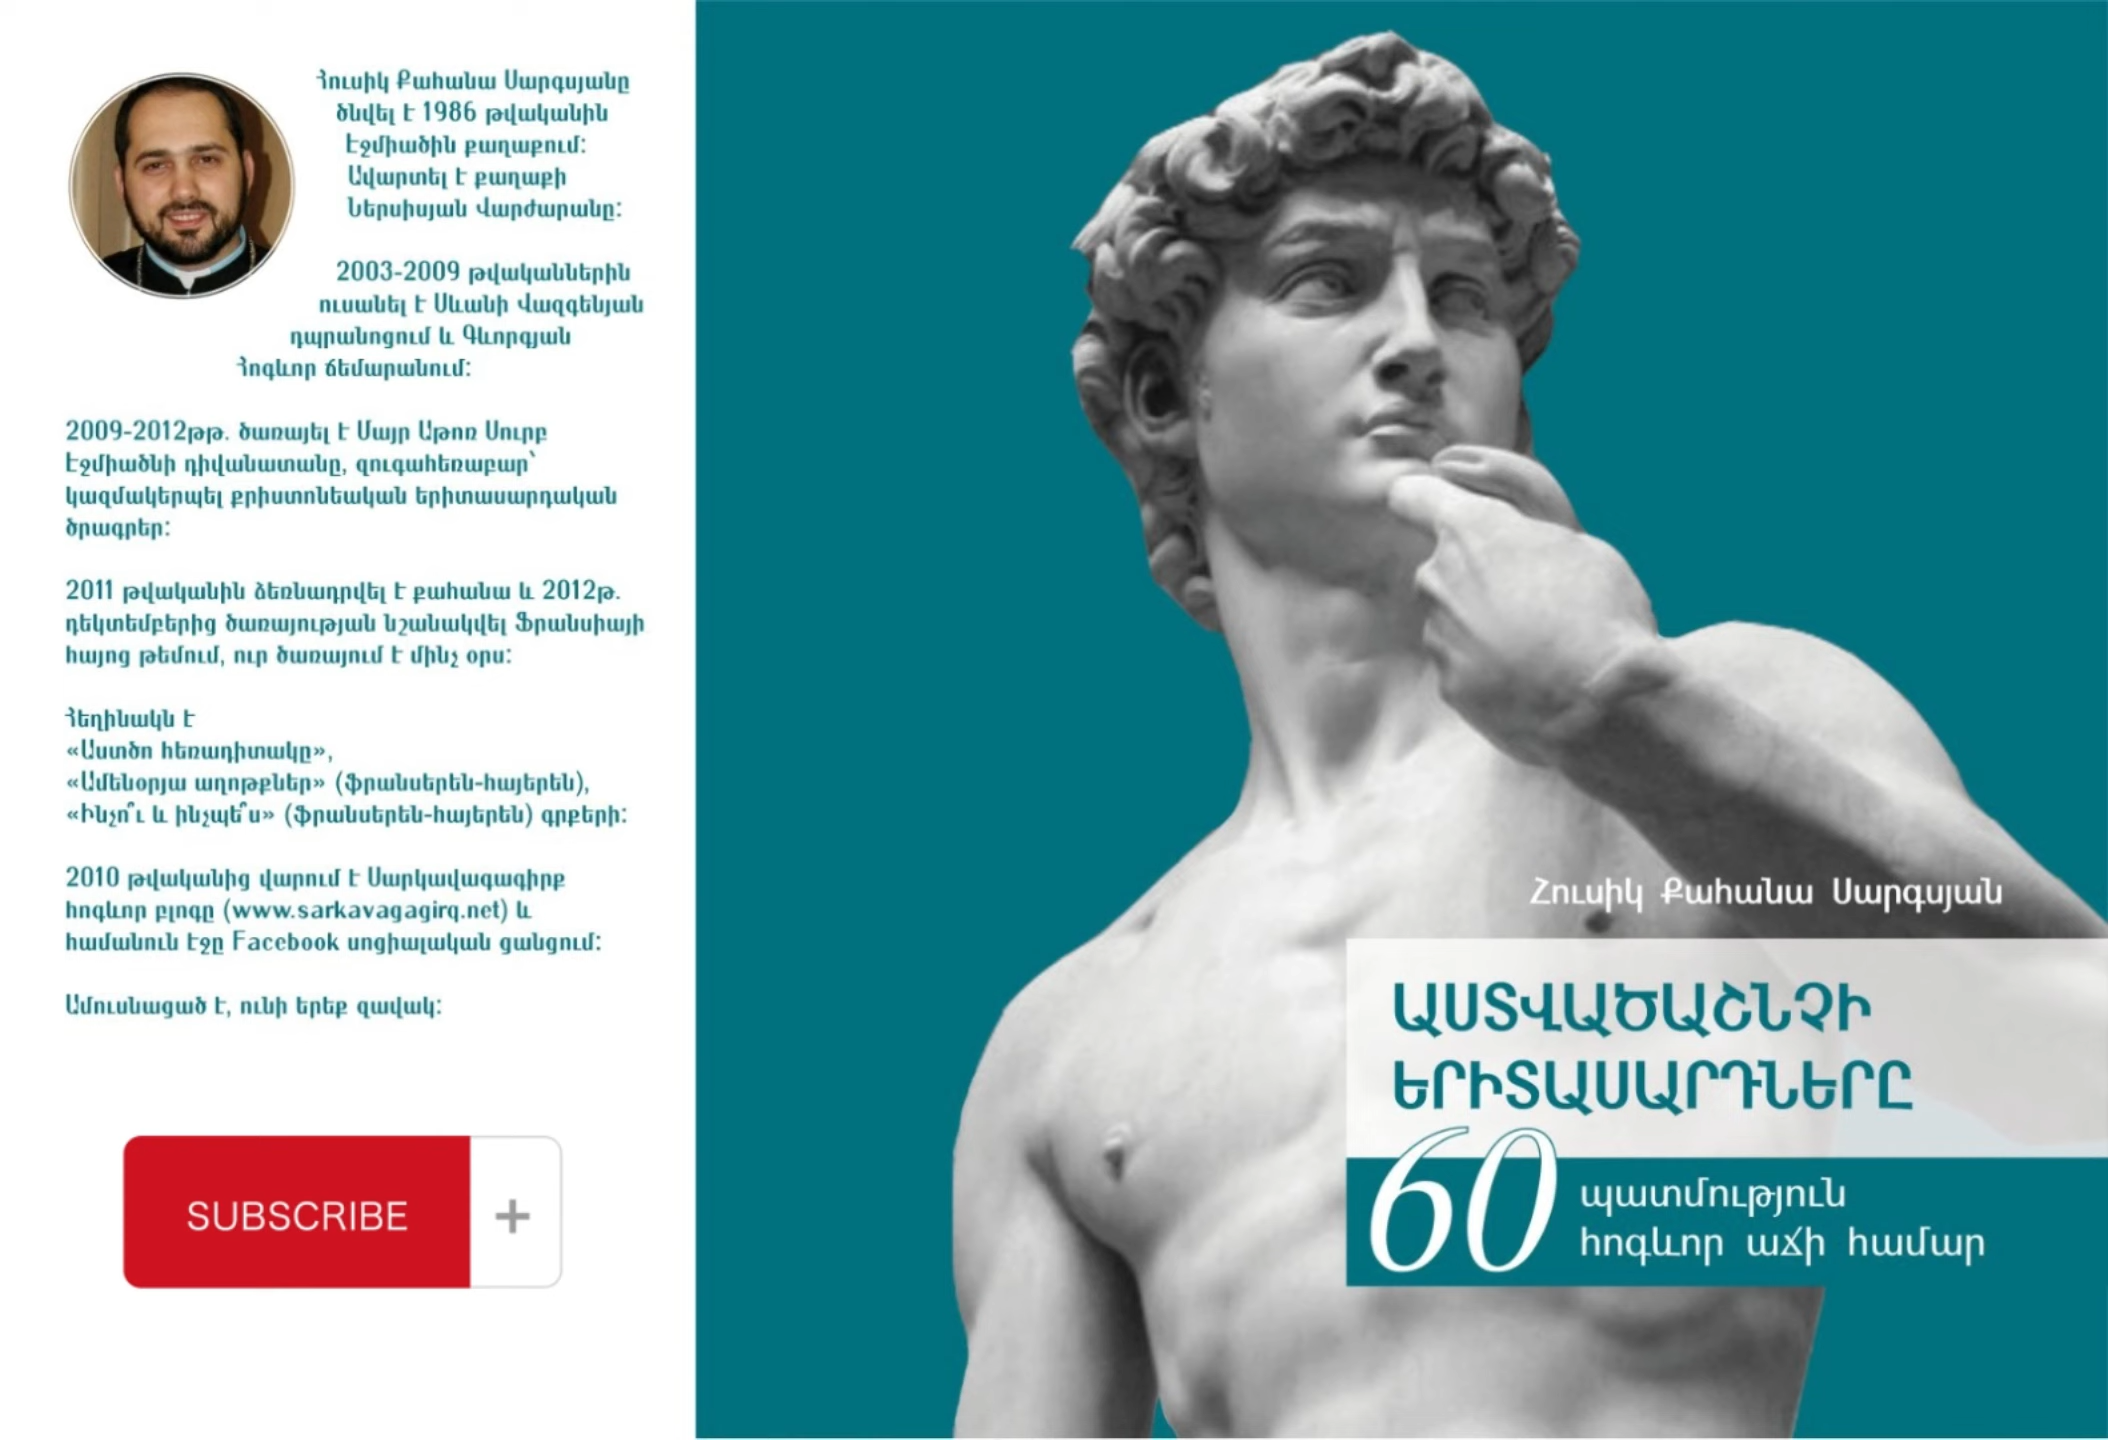 Հուսիկ Քահանա Սարգսյանը
ծնվել է 1986 թվականին
Էջմիածին քաղաքում:
Ավարտել է քաղաքի
Ներսիսյան Վարժարանը:
2003-2009 թվականներին
ուսանել է Սևանի Վազգենյան
դպրանոցում և Գևորգյան
Հոգևոր ճեմարանում:
2009-2012թթ. ծառայել է Մայր Աթոռ Սուրբ
Էջմիածնի դիվանատանը, զուգահեռաբար՝
կազմակերպել քրիստոնեական երիտասարդական
ծրագրեր:
2011 թվականին ձեռնադրվել է քահանա և 2012թ.
դեկտեմբերից ծառայության նշանակվել Ֆրանսիայի
հայոց թեմում, ուր ծառայում է մինչ օրս:
Հեղինակն է
«Աստծո հեռադիտակը»,
«Ամենօրյա աղոթքներ» (ֆրանսերեն-հայերեն),
«Ինչո՞ւ և ինչպե՞ս» (ֆրանսերեն-հայերեն) գրքերի:
2010 թվականից վարում է Սարկավագագիրք
հոգևոր բլոգը (www.sarkavagagirq.net) և
համանուն էջը Facebook սոցիալական ցանցում:
Ամուսնացած է, ունի երեք զավակ:
SUBSCRIBE +
Հուսիկ Քահանա Սարգսյան
ԱՍՏՎԱԾԱՇՆՉԻ
ԵՐԻՏԱՍԱՐԴՆԵՐԸ
60 պատմություն
հոգևոր աճի համար